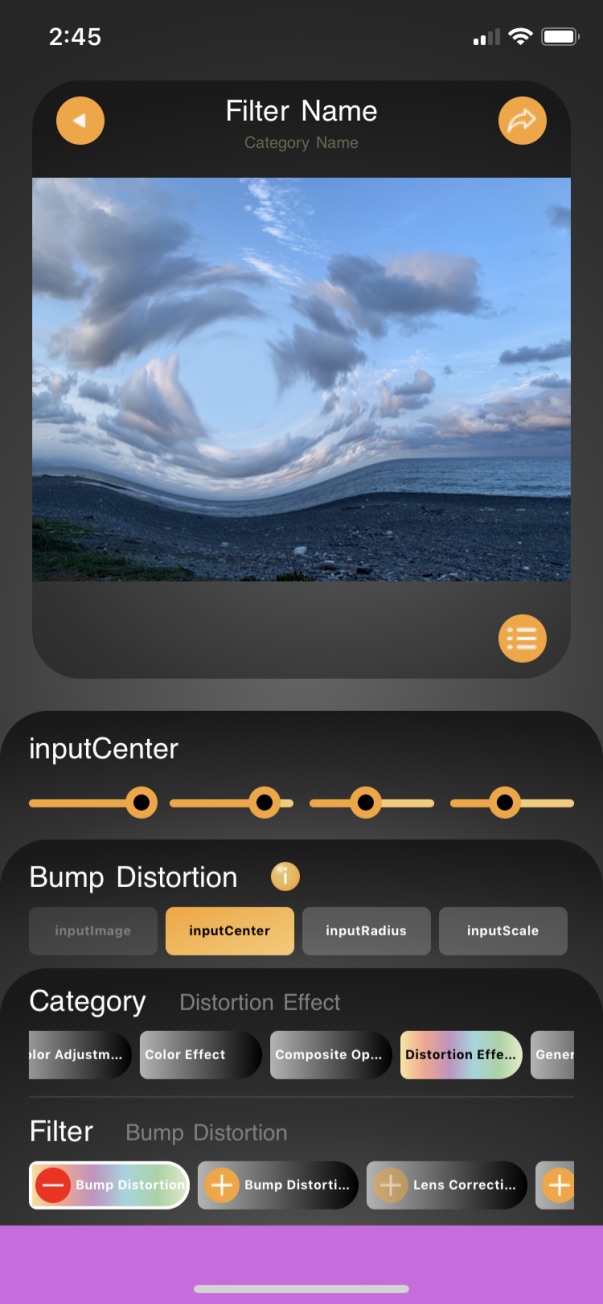 2:45
Filter Name
Category Name
inputCenter
Bump Distortion i
inputImage inputCenter inputRadius inputScale
Category Distortion Effect
olor Adjustm... Color Effect Composite Op... Distortion Effe... Gener
Filter Bump Distortion
Bump Distortion Bump Distorti... Lens Correcti...